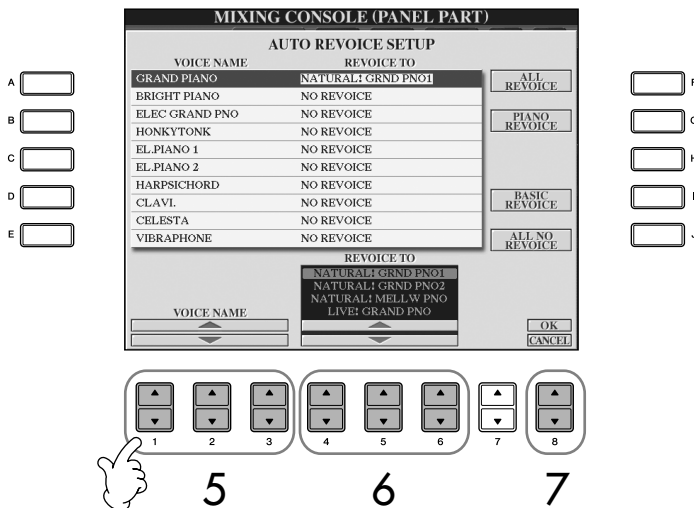 MIXING CONSOLE (PANEL PART)
AUTO REVOICE SETUP
VOICE NAME REVOICE TO
GRAND PIANO NATURAL! GRND PNO1
BRIGHT PIANO NO REVOICE
ELEC GRAND PNO NO REVOICE
HONKYTONK NO REVOICE
EL.PIANO 1 NO REVOICE
EL.PIANO 2 NO REVOICE
HARPSICHORD NO REVOICE
CLAVI. NO REVOICE
CELESTA NO REVOICE
VIBRAPHONE NO REVOICE
ALL
REVOICE
PIANO
REVOICE
BASIC
REVOICE
ALL NO
REVOICE
A
B
C
D
E
REVOICE TO
NATURAL! GRND PNO1
NATURAL! GRND PNO2
NATURAL! MELLW PNO
LIVE! GRAND PNO
VOICE NAME
OK
CANCEL
1 2 3 4 5 6 7 8
5 6 7